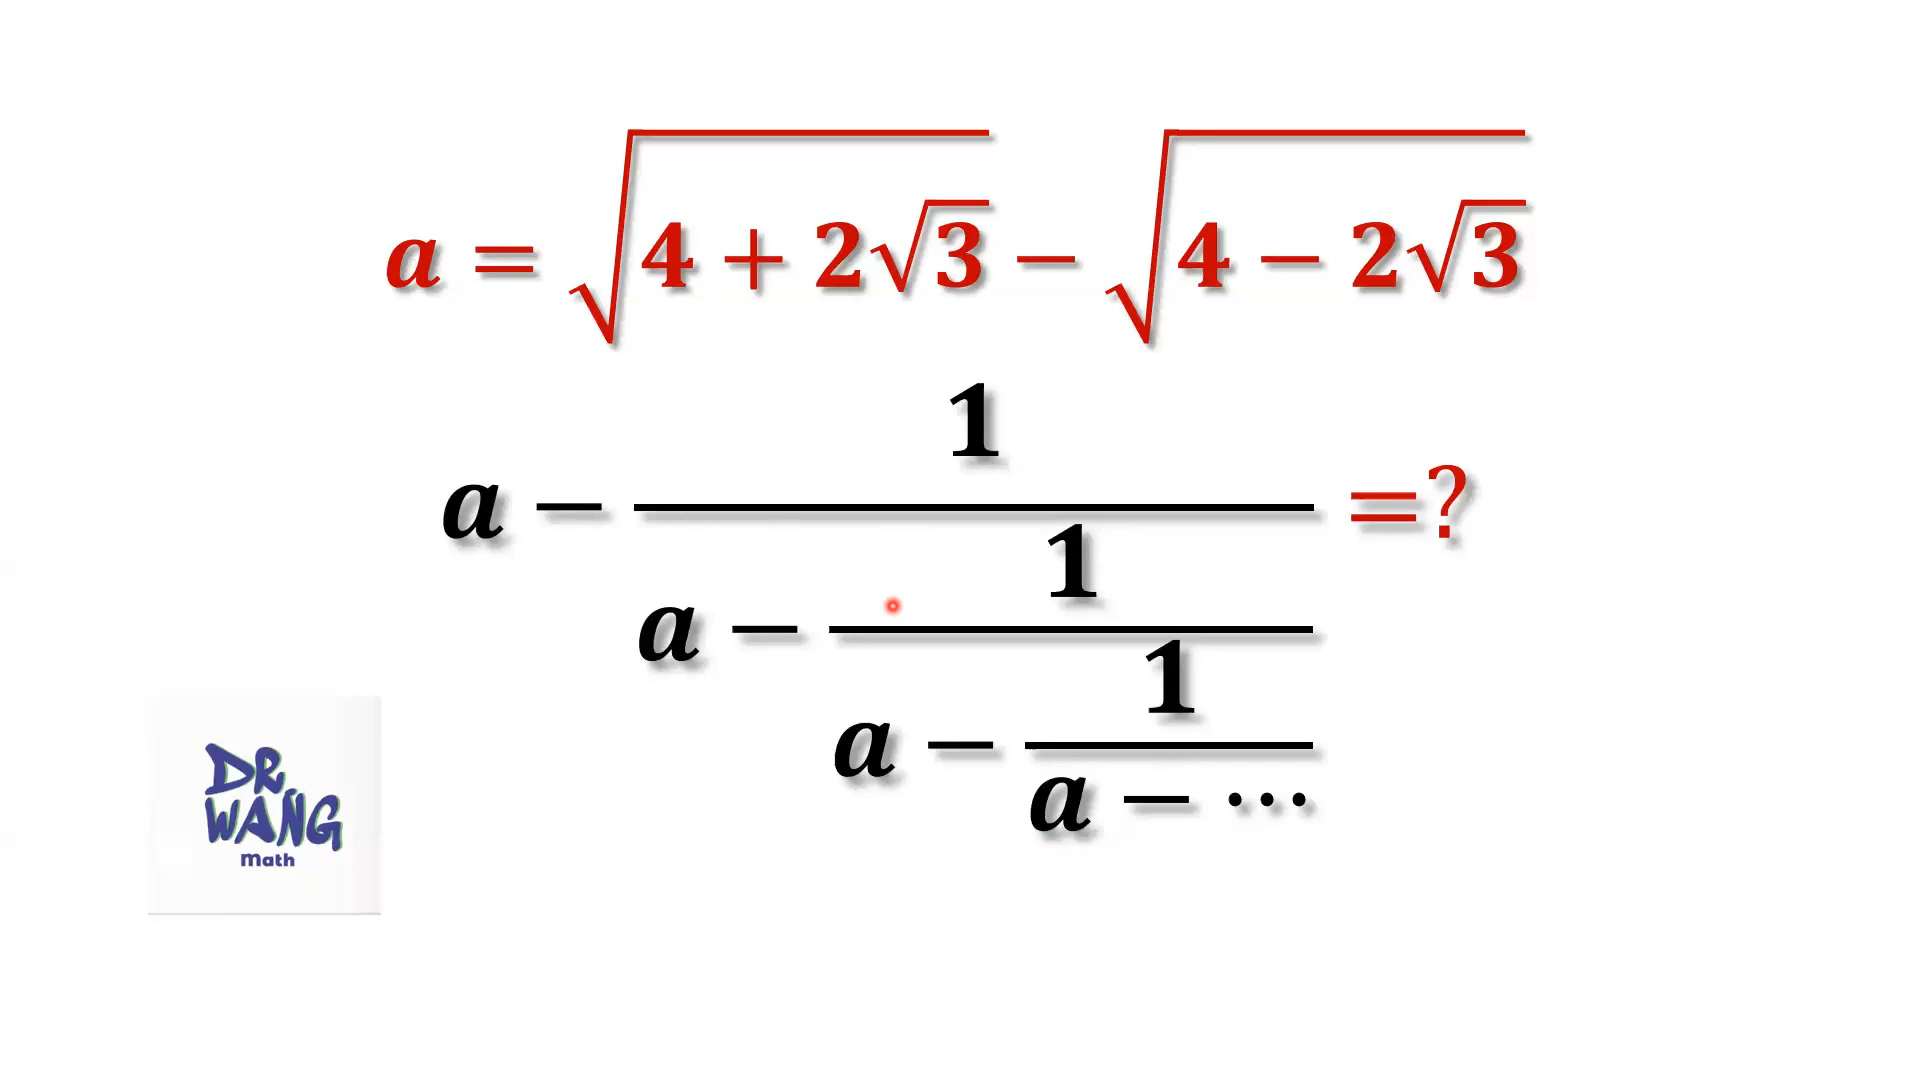 a = √(4 + 2√3) − √(4 − 2√3)
a − 1/(a − 1/(a − 1/(a − ⋯))) =?
DR
WANG
math